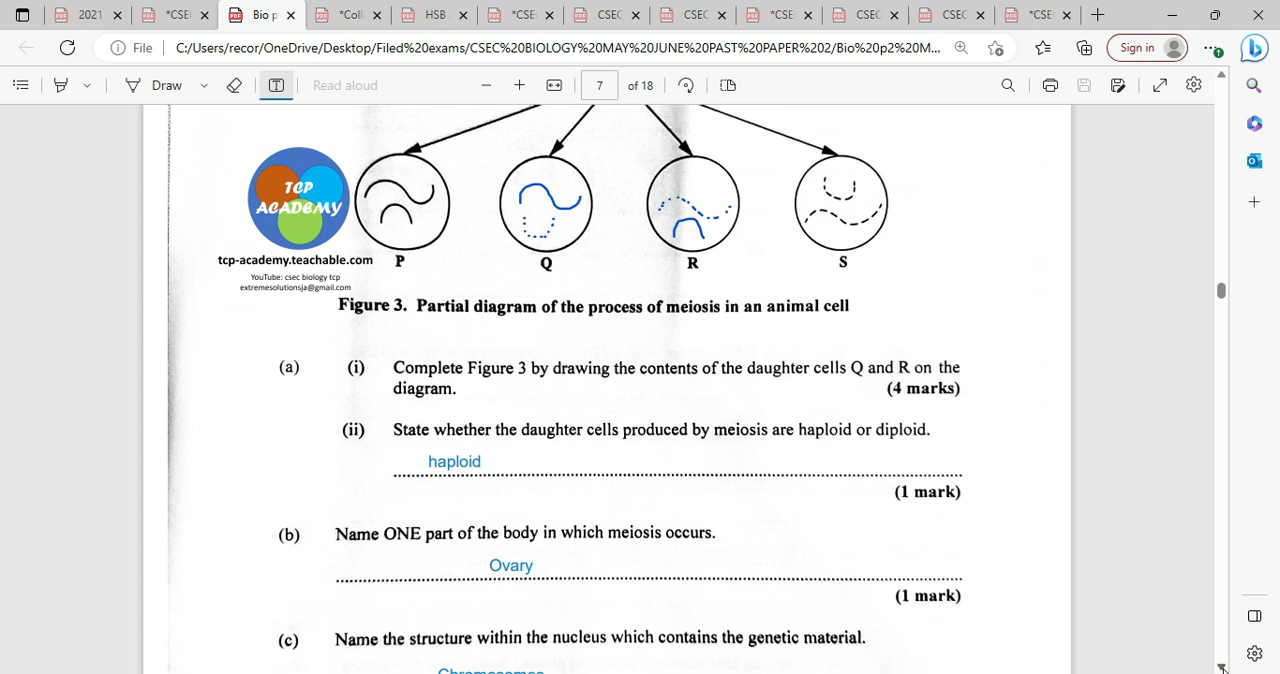 2021
*CSE
Bio p
*Coll
HSB
*CSE
CSEC
CSEC
*CSE
CSEC
CSEC
*CSE
File
C:/Users/recor/OneDrive/Desktop/Filed%20exams/CSEC%20BIOLOGY%20MAY%20JUNE%20PAST%20PAPER%202/Bio%20p2%20M...
Sign in
Draw
Read aloud
7
of 18
TCP
ACADEMY
tcp-academy.teachable.com
YouTube: csec biology tcp
extremesolutionsja@gmail.com
P
Q
R
S
Figure 3. Partial diagram of the process of meiosis in an animal cell
(a) (i) Complete Figure 3 by drawing the contents of the daughter cells Q and R on the
diagram. (4 marks)
(ii) State whether the daughter cells produced by meiosis are haploid or diploid.
haploid
(1 mark)
(b) Name ONE part of the body in which meiosis occurs.
Ovary
(1 mark)
(c) Name the structure within the nucleus which contains the genetic material.
Chromosomes